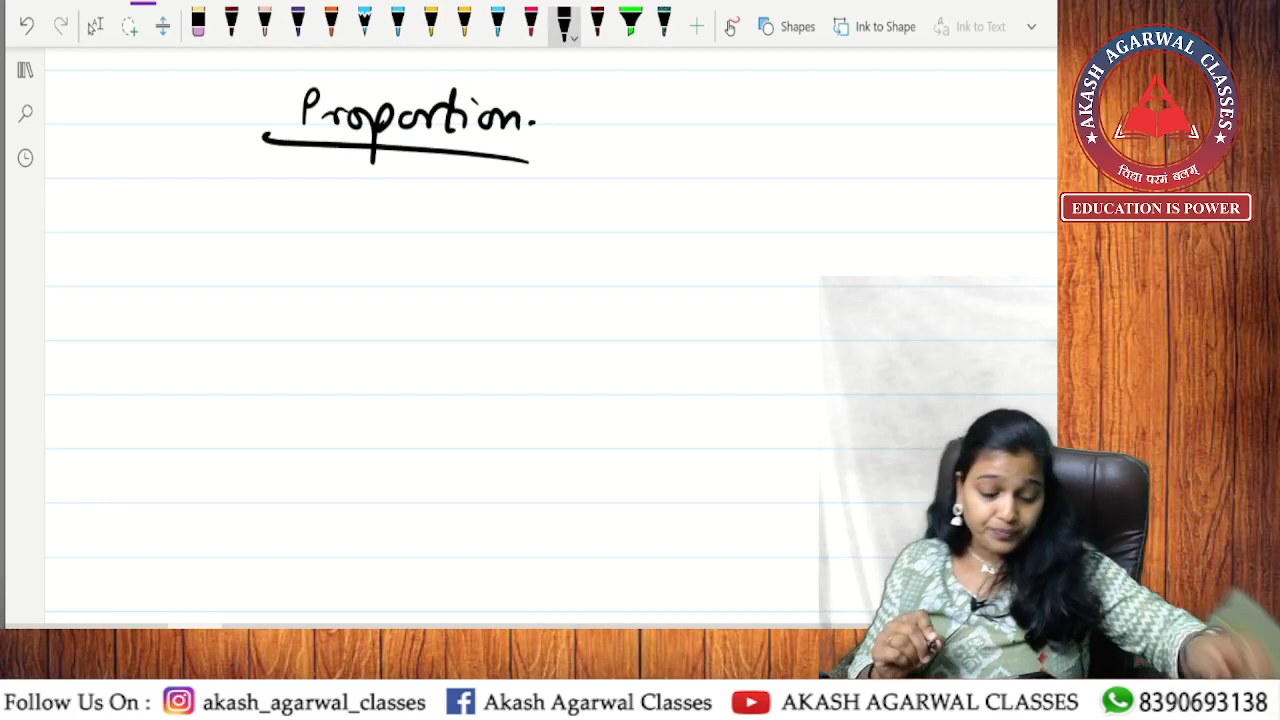 Shapes
Ink to Shape
Ink to Text
Proportion.
AKASH AGARWAL CLASSES
विद्या परमं बलम्
EDUCATION IS POWER
Follow Us On : akash_agarwal_classes Akash Agarwal Classes AKASH AGARWAL CLASSES 8390693138